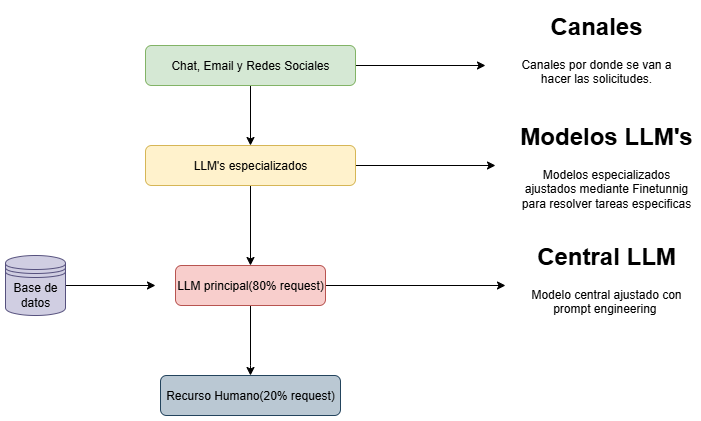 Canales
Chat, Email y Redes Sociales
Canales por donde se van a
hacer las solicitudes.
Modelos LLM's
LLM's especializados
Modelos especializados
ajustados mediante Finetunnig
para resolver tareas especificas
Central LLM
Base de
datos
LLM principal(80% request)
Modelo central ajustado con
prompt engineering
Recurso Humano(20% request)